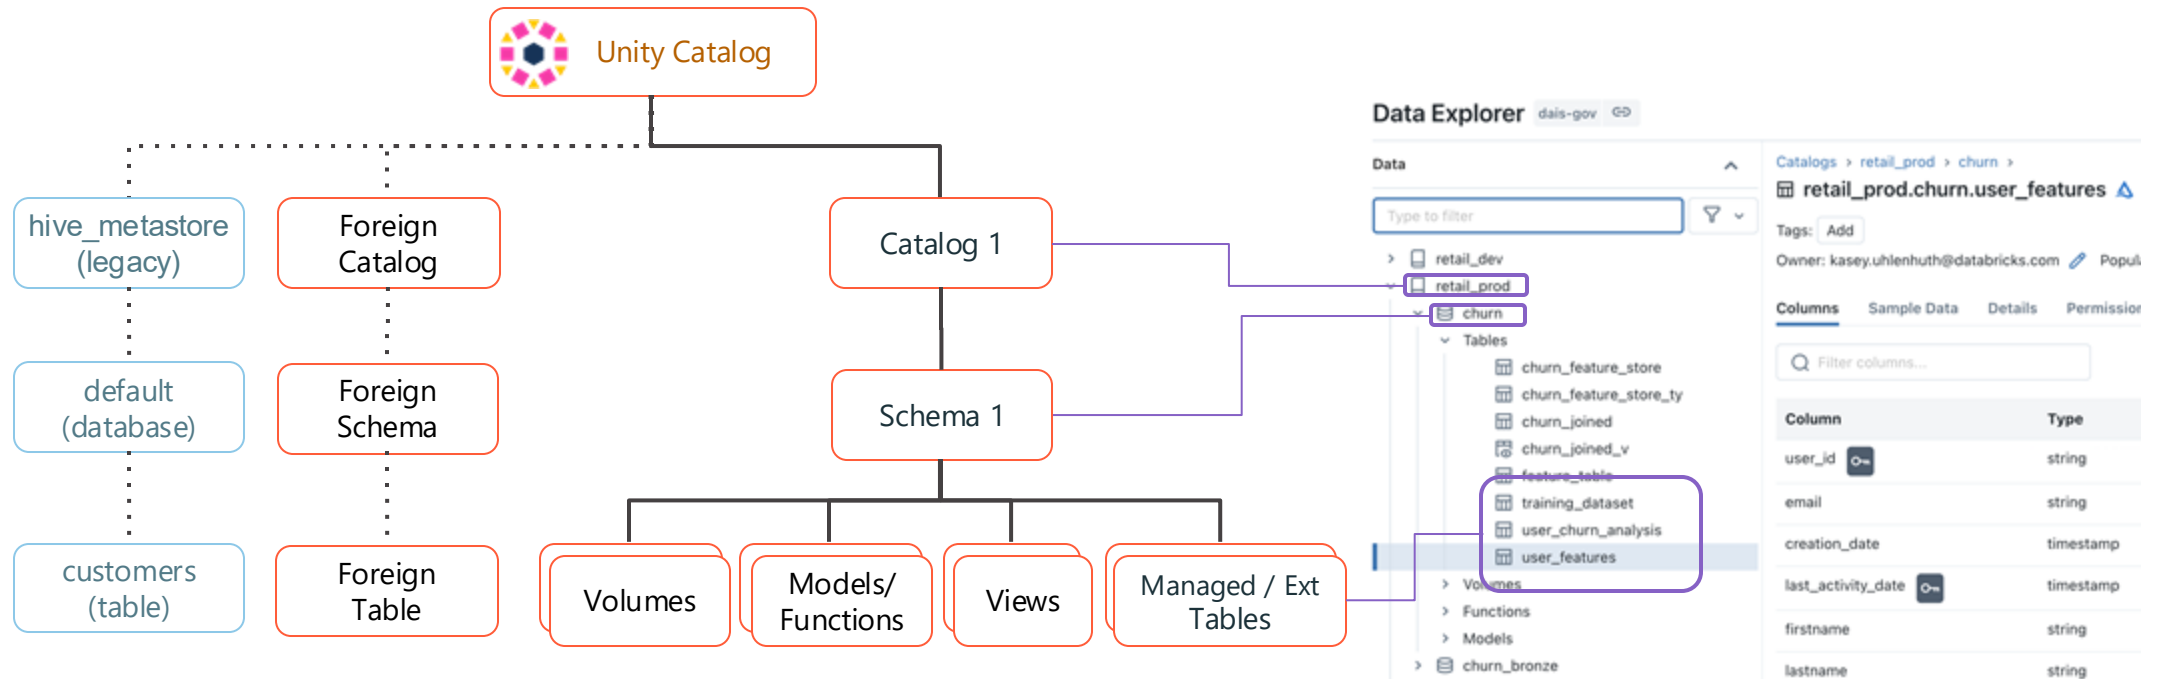 Unity Catalog
hive_metastore
(legacy)
Foreign
Catalog
Catalog 1
default
(database)
Foreign
Schema
Schema 1
customers
(table)
Foreign
Table
Volumes
Models/
Functions
Views
Managed / Ext
Tables
Data Explorer dais-gov
Data
Type to filter
retail_dev
retail_prod
churn
Tables
churn_feature_store
churn_feature_store_ty
churn_joined
churn_joined_v
feature_table
training_dataset
user_churn_analysis
user_features
Volumes
Functions
Models
churn_bronze
Catalogs > retail_prod > churn >
retail_prod.churn.user_features
Tags: Add
Owner: kasey.uhlenhuth@databricks.com Popul
Columns Sample Data Details Permission
Filter columns...
Column Type
user_id string
email string
creation_date timestamp
last_activity_date timestamp
firstname string
lastname string